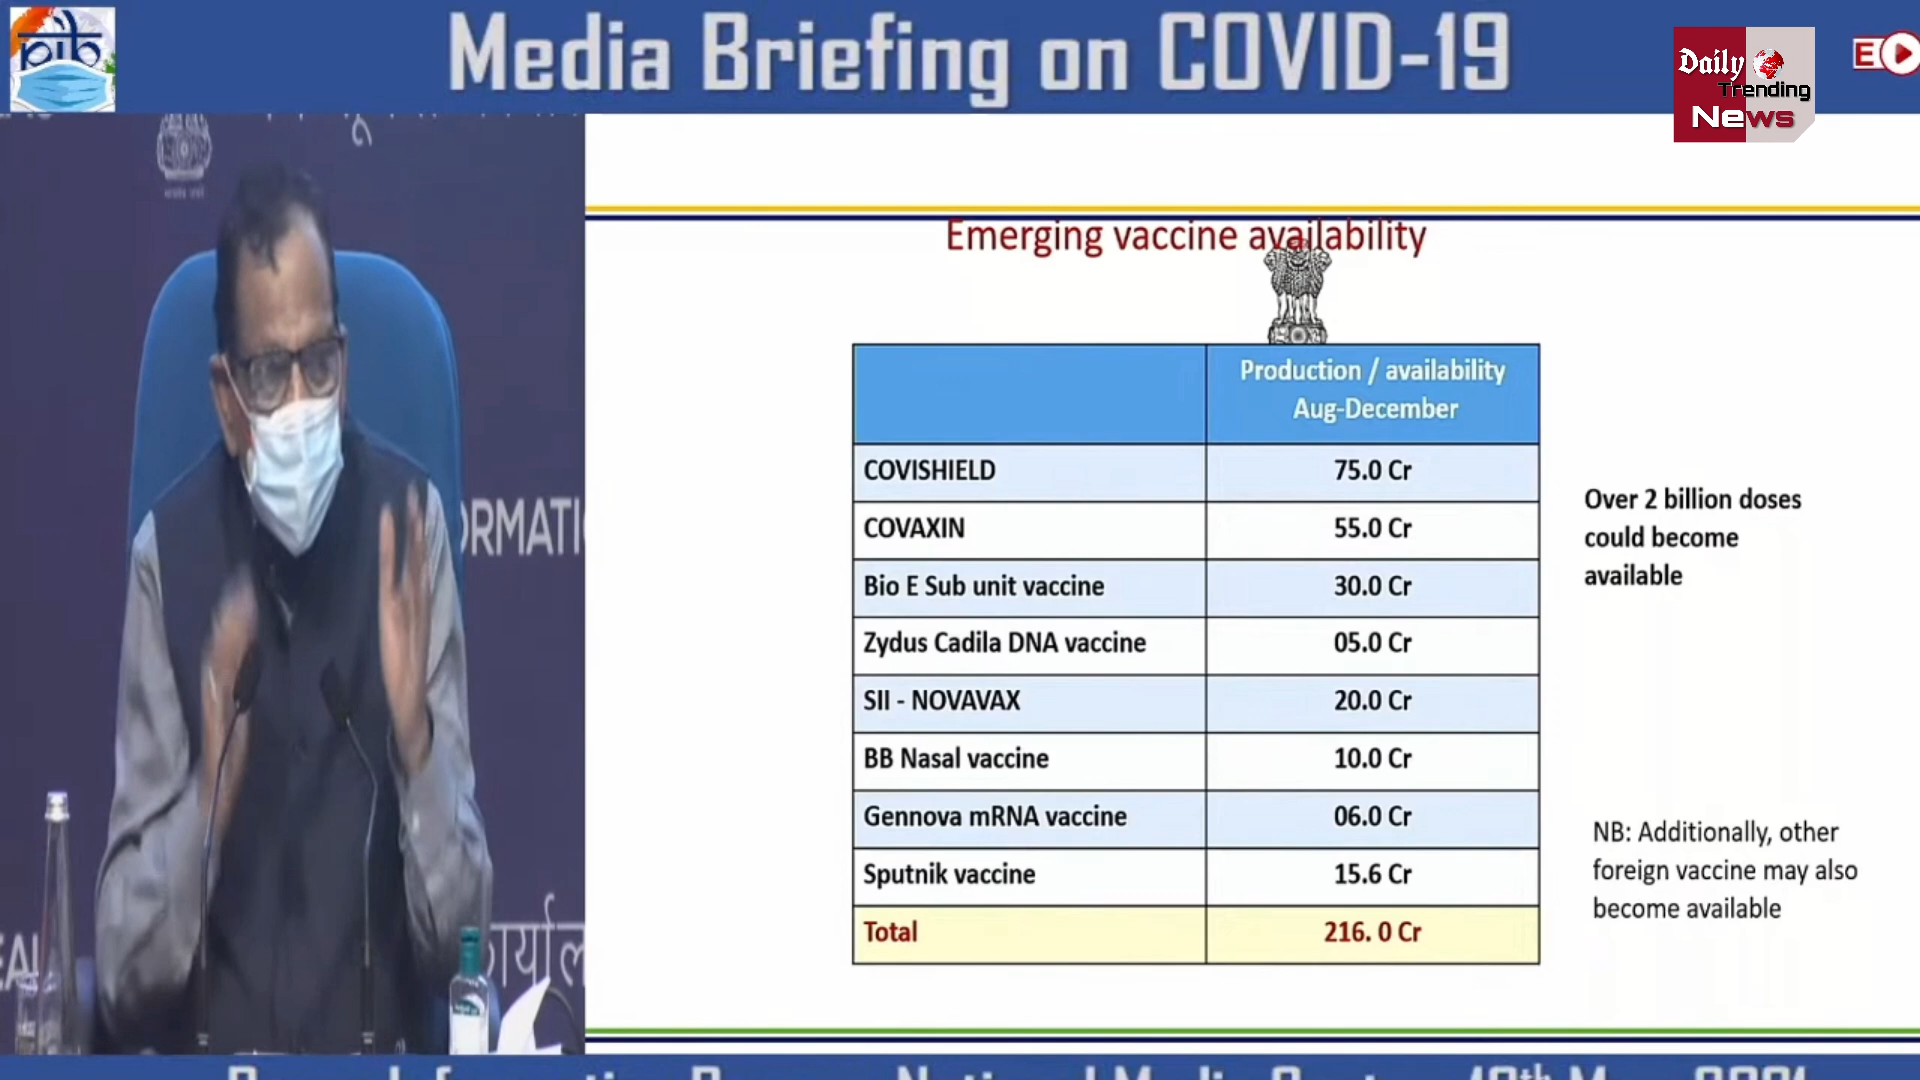 pib
Media Briefing on COVID-19
Daily
Trending
News
E
ORMATI
कार्याल
Emerging vaccine availability
Production / availability
Aug-December
COVISHIELD 75.0 Cr
COVAXIN 55.0 Cr
Bio E Sub unit vaccine 30.0 Cr
Zydus Cadila DNA vaccine 05.0 Cr
SII - NOVAVAX 20.0 Cr
BB Nasal vaccine 10.0 Cr
Gennova mRNA vaccine 06.0 Cr
Sputnik vaccine 15.6 Cr
Total 216. 0 Cr
Over 2 billion doses
could become
available
NB: Additionally, other
foreign vaccine may also
become available